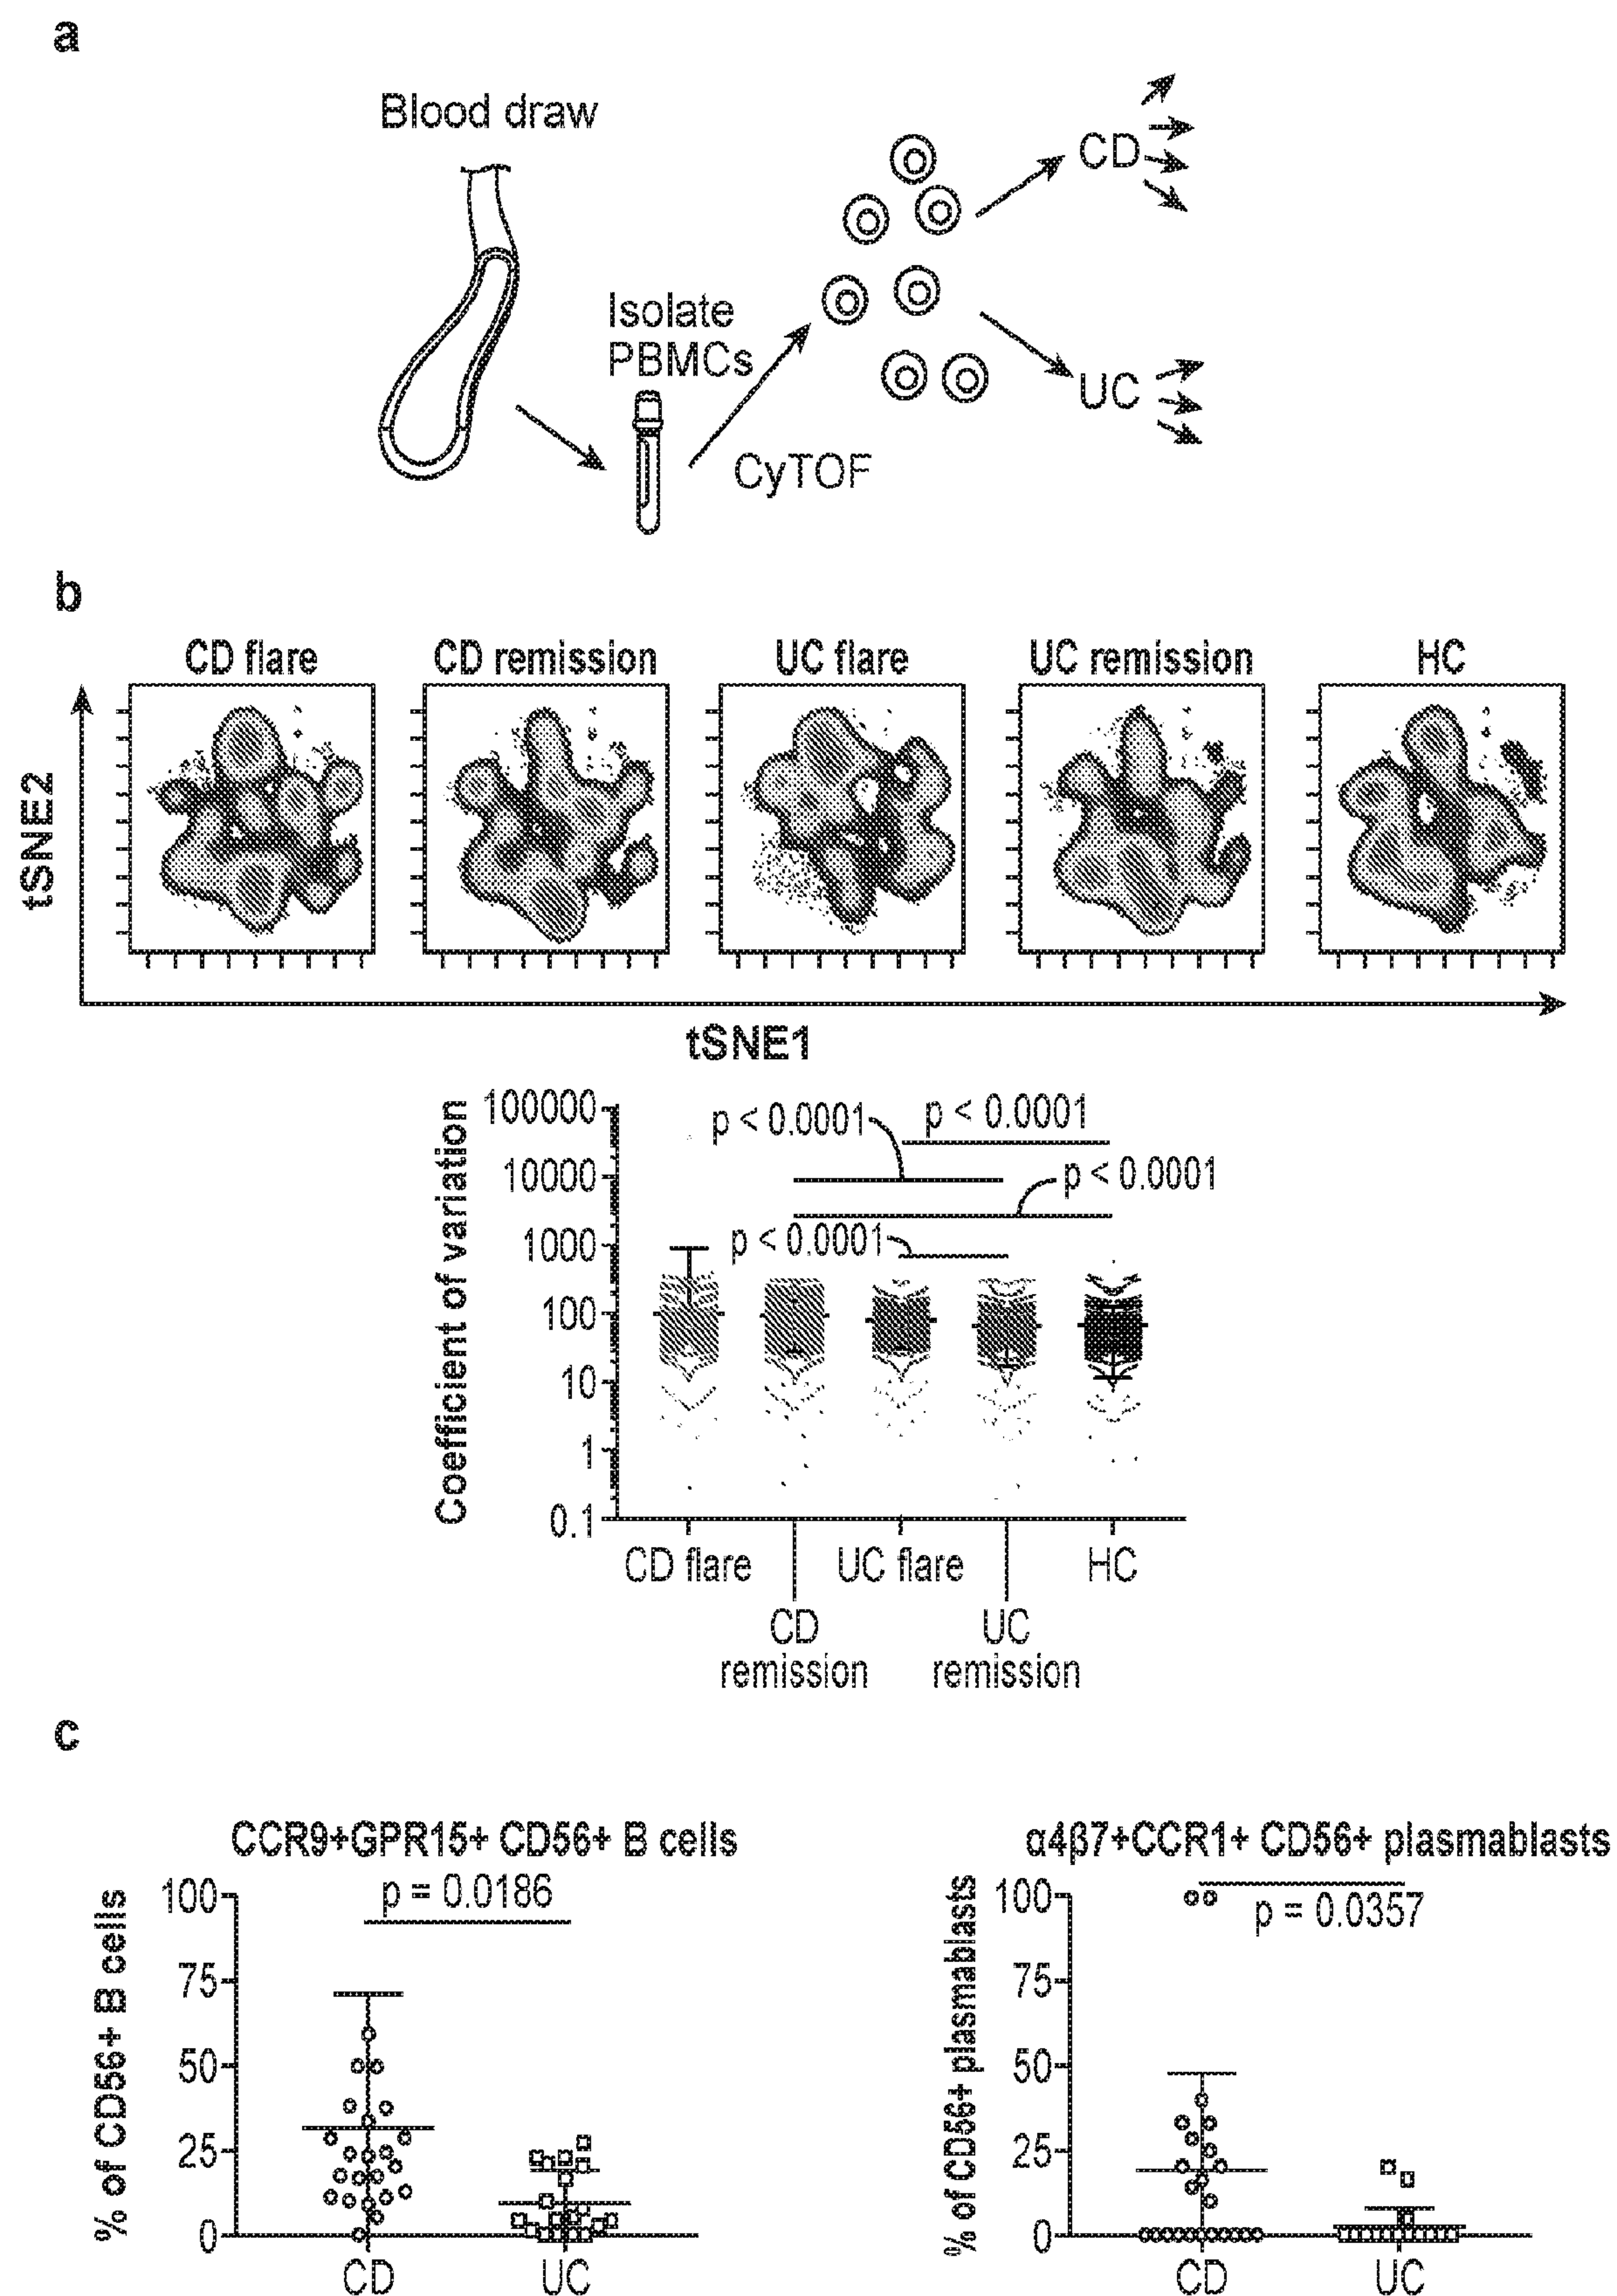 a
Blood draw
Isolate
PBMCs
CyTOF
CD
UC
b
CD flare
CD remission
UC flare
UC remission
HC
tSNE2
tSNE1
Coefficient of variation
100000
10000
1000
100
10
1
0.1
p < 0.0001
p < 0.0001
p < 0.0001
p < 0.0001
CD flare
UC flare
HC
CD
remission
UC
remission
c
CCR9+GPR15+ CD56+ B cells
p = 0.0186
% of CD56+ B cells
100
75
50
25
0
CD
UC
α4β7+CCR1+ CD56+ plasmablasts
p = 0.0357
% of CD56+ plasmablasts
100
75
50
25
0
CD
UC